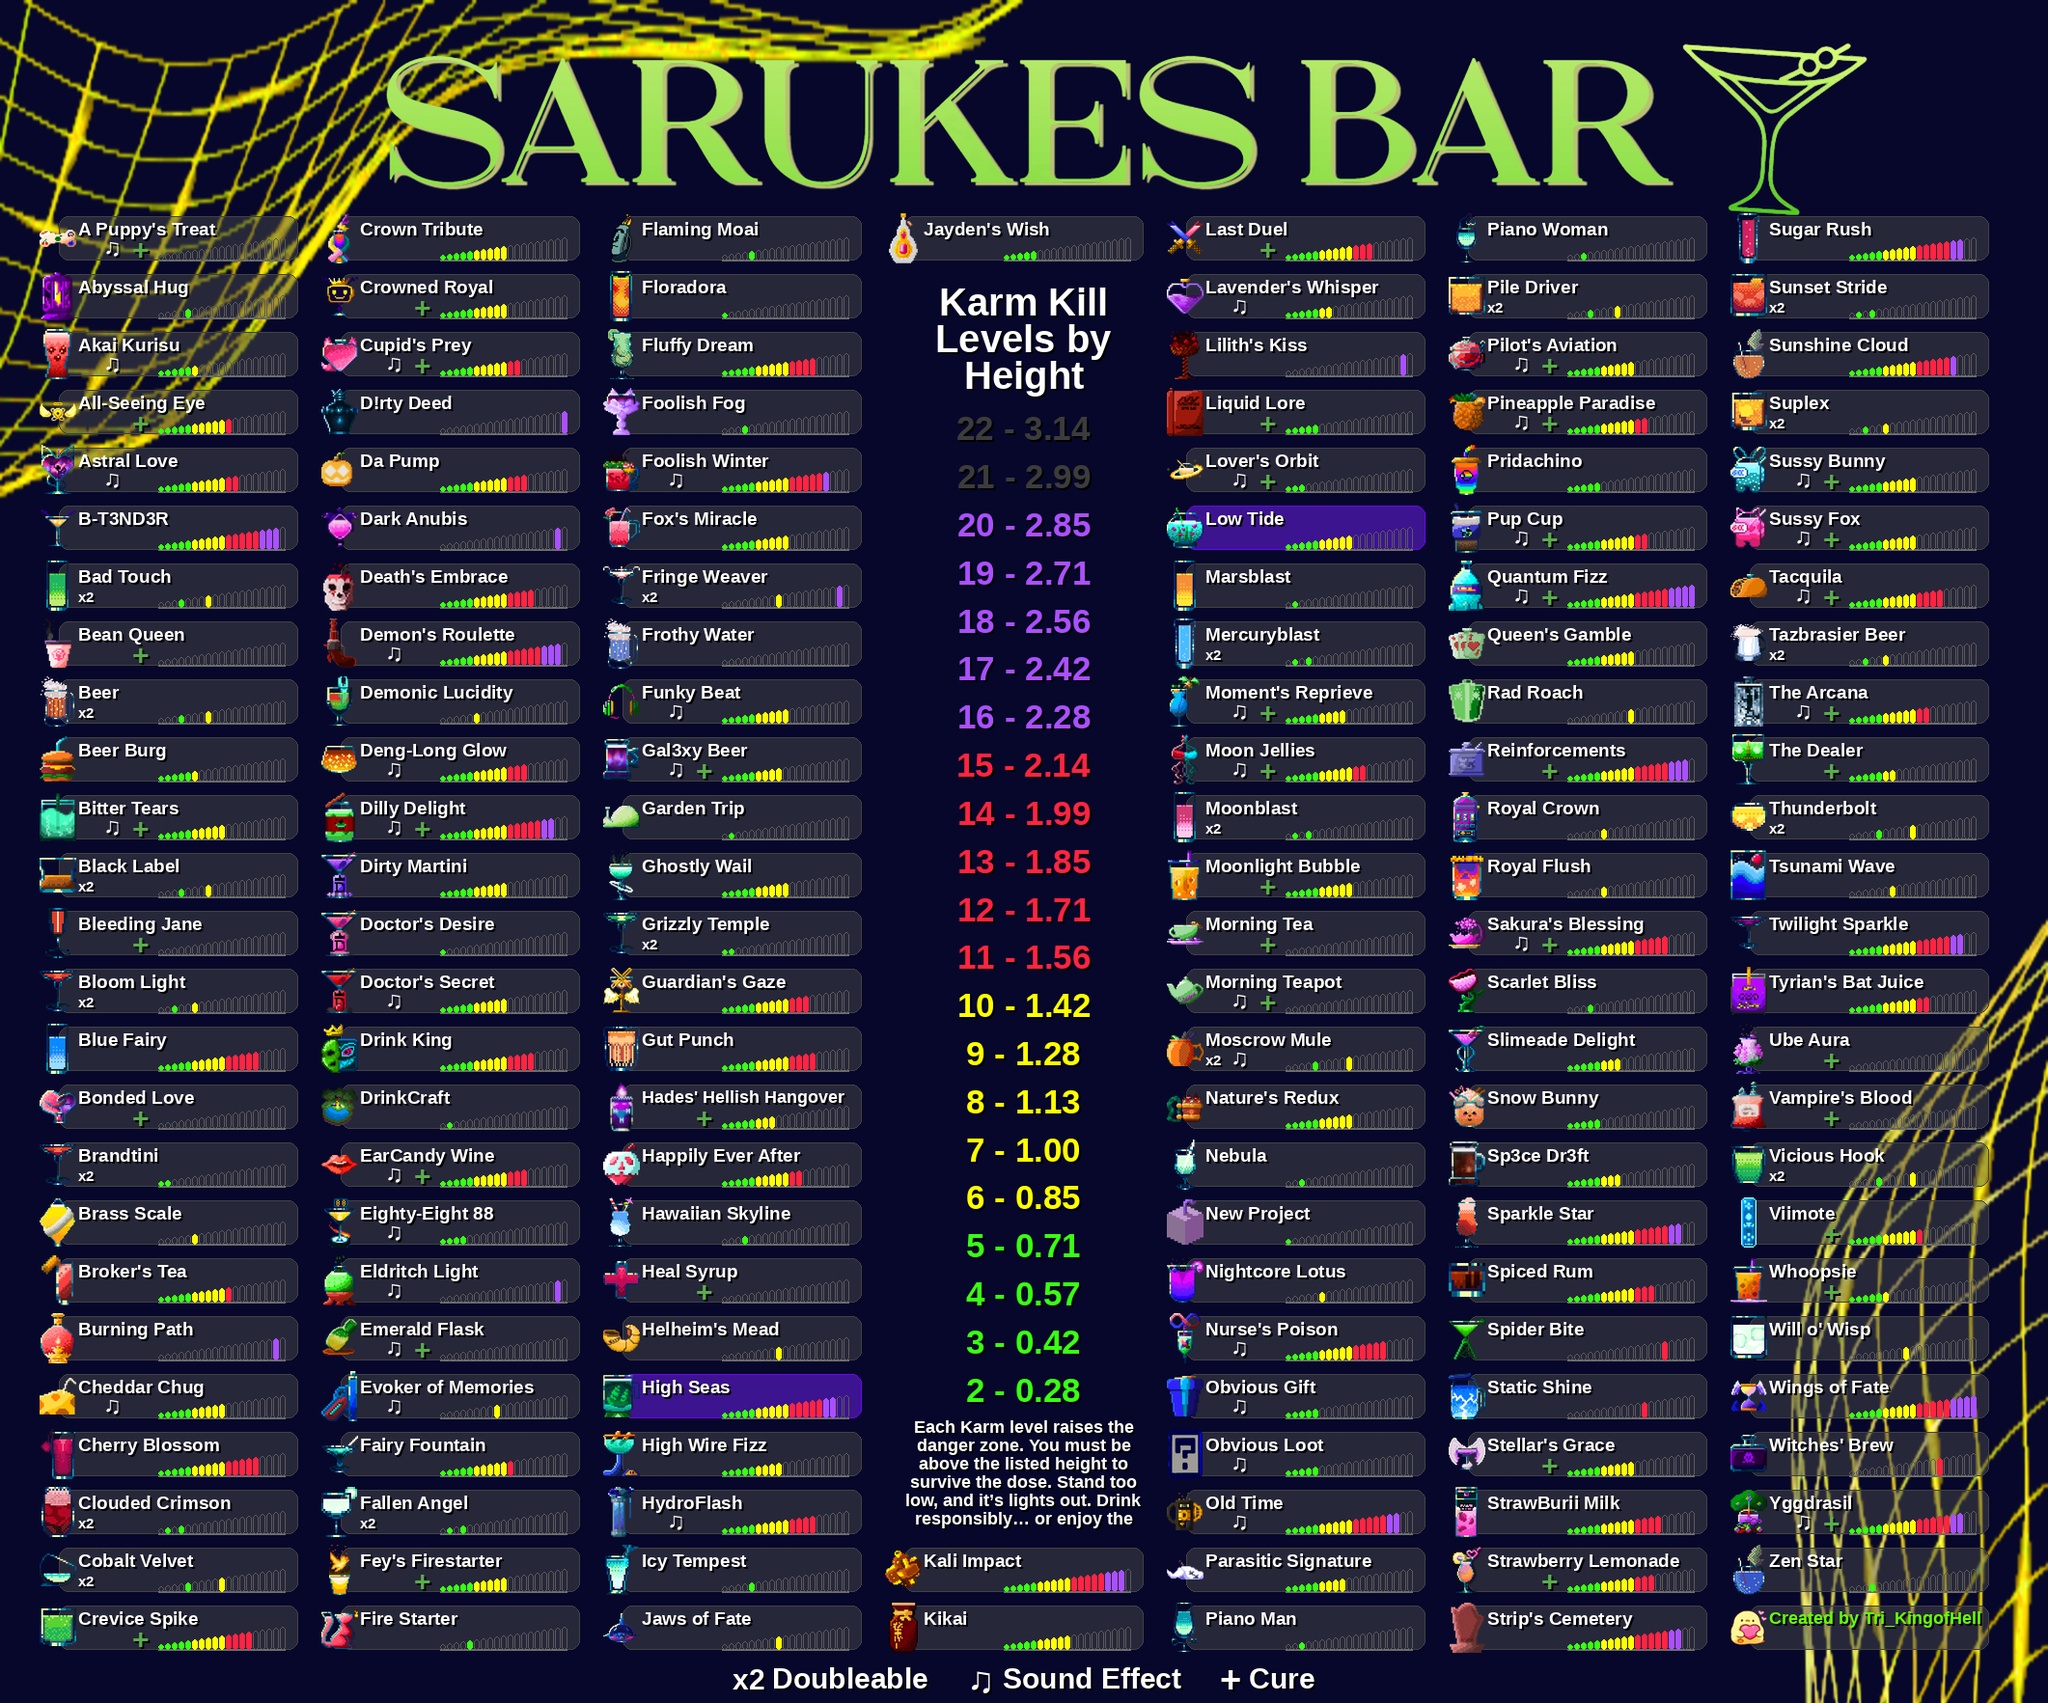 SARUKES BAR
A Puppy's Treat
♫ +
Abyssal Hug
Akai Kurisu
♫
All-Seeing Eye
+
Astral Love
♫
B-T3ND3R
Bad Touch
x2
Bean Queen
+
Beer
x2
Beer Burg
Bitter Tears
♫ +
Black Label
x2
Bleeding Jane
+
Bloom Light
x2
Blue Fairy
Bonded Love
+
Brandtini
x2
Brass Scale
Broker's Tea
Burning Path
Cheddar Chug
♫
Cherry Blossom
Clouded Crimson
x2
Cobalt Velvet
x2
Crevice Spike
+
Crown Tribute
Crowned Royal
+
Cupid's Prey
♫ +
D!rty Deed
Da Pump
Dark Anubis
Death's Embrace
Demon's Roulette
♫
Demonic Lucidity
Deng-Long Glow
♫
Dilly Delight
♫ +
Dirty Martini
Doctor's Desire
Doctor's Secret
♫
Drink King
DrinkCraft
EarCandy Wine
♫ +
Eighty-Eight 88
♫
Eldritch Light
♫
Emerald Flask
♫ +
Evoker of Memories
♫
Fairy Fountain
Fallen Angel
x2
Fey's Firestarter
+
Fire Starter
Flaming Moai
Floradora
Fluffy Dream
Foolish Fog
Foolish Winter
♫
Fox's Miracle
Fringe Weaver
x2
Frothy Water
Funky Beat
♫
Gal3xy Beer
♫ +
Garden Trip
Ghostly Wail
Grizzly Temple
x2
Guardian's Gaze
Gut Punch
Hades' Hellish Hangover
+
Happily Ever After
Hawaiian Skyline
Heal Syrup
+
Helheim's Mead
High Seas
High Wire Fizz
HydroFlash
♫
Icy Tempest
Jaws of Fate
Jayden's Wish
Karm Kill
Levels by
Height
22 - 3.14
21 - 2.99
20 - 2.85
19 - 2.71
18 - 2.56
17 - 2.42
16 - 2.28
15 - 2.14
14 - 1.99
13 - 1.85
12 - 1.71
11 - 1.56
10 - 1.42
9 - 1.28
8 - 1.13
7 - 1.00
6 - 0.85
5 - 0.71
4 - 0.57
3 - 0.42
2 - 0.28
Each Karm level raises the
danger zone. You must be
above the listed height to
survive the dose. Stand too
low, and it's lights out. Drink
responsibly... or enjoy the
Kali Impact
Kikai
Last Duel
+
Lavender's Whisper
♫
Lilith's Kiss
Liquid Lore
+
Lover's Orbit
♫ +
Low Tide
Marsblast
Mercuryblast
x2
Moment's Reprieve
♫ +
Moon Jellies
♫ +
Moonblast
x2
Moonlight Bubble
+
Morning Tea
+
Morning Teapot
♫ +
Moscrow Mule
x2 ♫
Nature's Redux
Nebula
New Project
Nightcore Lotus
Nurse's Poison
♫
Obvious Gift
♫
Obvious Loot
♫
Old Time
♫
Parasitic Signature
Piano Man
Piano Woman
Pile Driver
x2
Pilot's Aviation
♫ +
Pineapple Paradise
♫ +
Pridachino
Pup Cup
♫ +
Quantum Fizz
♫ +
Queen's Gamble
Rad Roach
Reinforcements
+
Royal Crown
Royal Flush
Sakura's Blessing
♫ +
Scarlet Bliss
Slimeade Delight
Snow Bunny
Sp3ce Dr3ft
Sparkle Star
Spiced Rum
Spider Bite
Static Shine
Stellar's Grace
+
StrawBurii Milk
Strawberry Lemonade
+
Strip's Cemetery
Sugar Rush
Sunset Stride
x2
Sunshine Cloud
Suplex
x2
Sussy Bunny
♫ +
Sussy Fox
♫ +
Tacquila
♫ +
Tazbrasier Beer
x2
The Arcana
♫ +
The Dealer
+
Thunderbolt
x2
Tsunami Wave
Twilight Sparkle
Tyrian's Bat Juice
Ube Aura
+
Vampire's Blood
+
Vicious Hook
x2
Viimote
+
Whoopsie
+
Will o' Wisp
Wings of Fate
Witches' Brew
Yggdrasil
♫ +
Zen Star
Created by Tri_KingofHell
x2 Doubleable ♫ Sound Effect + Cure